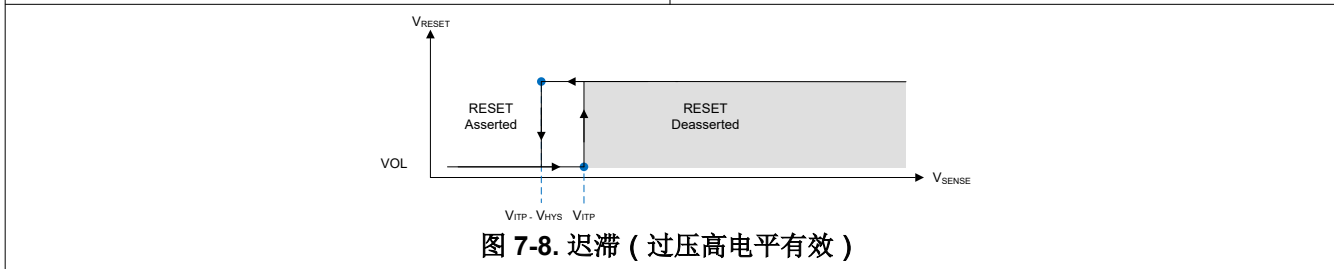 VRESET
RESET
Asserted
RESET
Deasserted
VOL
VSENSE
VITP - VHYS VITP
图 7-8. 迟滞（过压高电平有效）